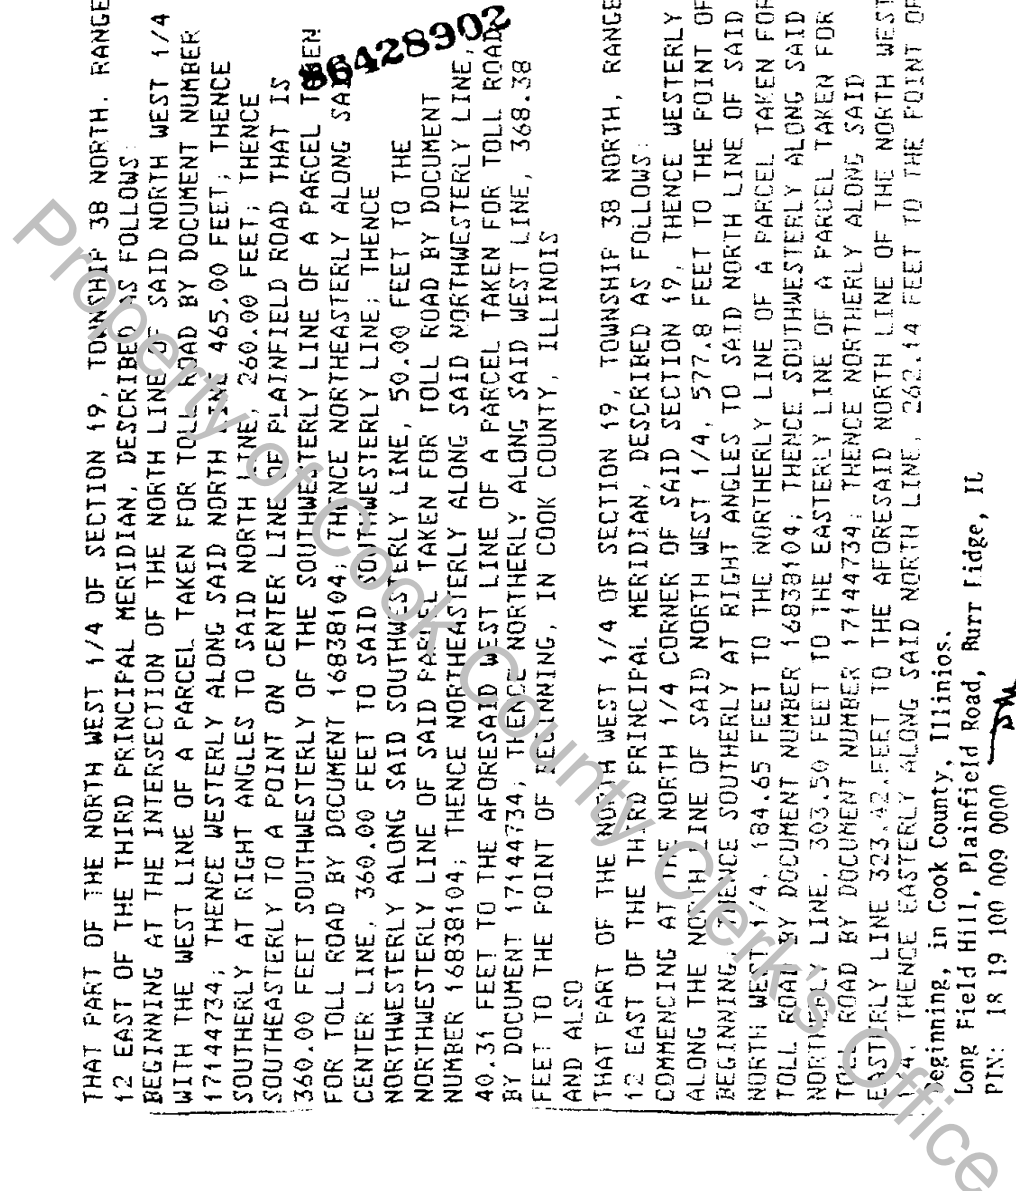 THAT PART OF THE NORTH WEST 1/4 OF SECTION 19, TOWNSHIP 38 NORTH, RANGE
12 EAST OF THE THIRD PRINCIPAL MERIDIAN, DESCRIBED AS FOLLOWS:
BEGINNING AT THE INTERSECTION OF THE NORTH LINE OF SAID NORTH WEST 1/4
WITH THE WEST LINE OF A PARCEL TAKEN FOR TOLL ROAD BY DOCUMENT NUMBER
17144734; THENCE WESTERLY ALONG SAID NORTH LINE 465.00 FEET; THENCE
SOUTHERLY AT RIGHT ANGLES TO SAID NORTH LINE, 260.00 FEET; THENCE
SOUTHEASTERLY TO A POINT ON CENTER LINE OF PLAINFIELD ROAD THAT IS
360.00 FEET SOUTHWESTERLY OF THE SOUTHWESTERLY LINE OF A PARCEL
FOR TOLL ROAD BY DOCUMENT 16838104; THENCE NORTHEASTERLY ALONG
CENTER LINE, 360.00 FEET TO SAID SOUTHWESTERLY LINE; THENCE
NORTHWESTERLY ALONG SAID SOUTHWESTERLY LINE, 50.00 FEET TO THE
NORTHWESTERLY LINE OF SAID PARCEL TAKEN FOR TOLL ROAD BY DOCUMENT
NUMBER 16838104; THENCE NORTHEASTERLY ALONG SAID NORTHWESTERLY LINE,
40.31 FEET TO THE AFORESAID WEST LINE OF A PARCEL TAKEN FOR TOLL ROAD
BY DOCUMENT 17144734; THENCE NORTHERLY ALONG SAID WEST LINE, 368.38
FEET TO THE POINT OF BEGINNING, IN COOK COUNTY, ILLINOIS
AND ALSO
THAT PART OF THE NORTH WEST 1/4 OF SECTION 19, TOWNSHIP 38 NORTH, RANGE
12 EAST OF THE THIRD PRINCIPAL MERIDIAN, DESCRIBED AS FOLLOWS:
COMMENCING AT THE NORTH 1/4 CORNER OF SAID SECTION 19, THENCE WESTERLY
ALONG THE NORTH LINE OF SAID NORTH WEST 1/4, 577.8 FEET TO THE POINT OF
BEGINNING; THENCE SOUTHERLY AT RIGHT ANGLES TO SAID NORTH LINE OF SAID
NORTH WEST 1/4, 184.65 FEET TO THE NORTHERLY LINE OF A PARCEL TAKEN FOR
TOLL ROAD BY DOCUMENT NUMBER 16838104; THENCE SOUTHWESTERLY ALONG SAID
NORTHERLY LINE, 303.50 FEET TO THE EASTERLY LINE OF A PARCEL TAKEN FOR
TOLL ROAD BY DOCUMENT NUMBER 17144734; THENCE NORTHERLY ALONG SAID
EASTERLY LINE 323.42 FEET TO THE AFORESAID NORTH LINE OF THE NORTH WEST
1/4; THENCE EASTERLY ALONG SAID NORTH LINE, 262.14 FEET TO THE POINT OF
Beginning, in Cook County, Illinios.
Long Field Hill, Plainfield Road, Burr Ridge, IL
PIN: 18 19 100 009 0000
86428902
Property of Cook County Clerk's Office